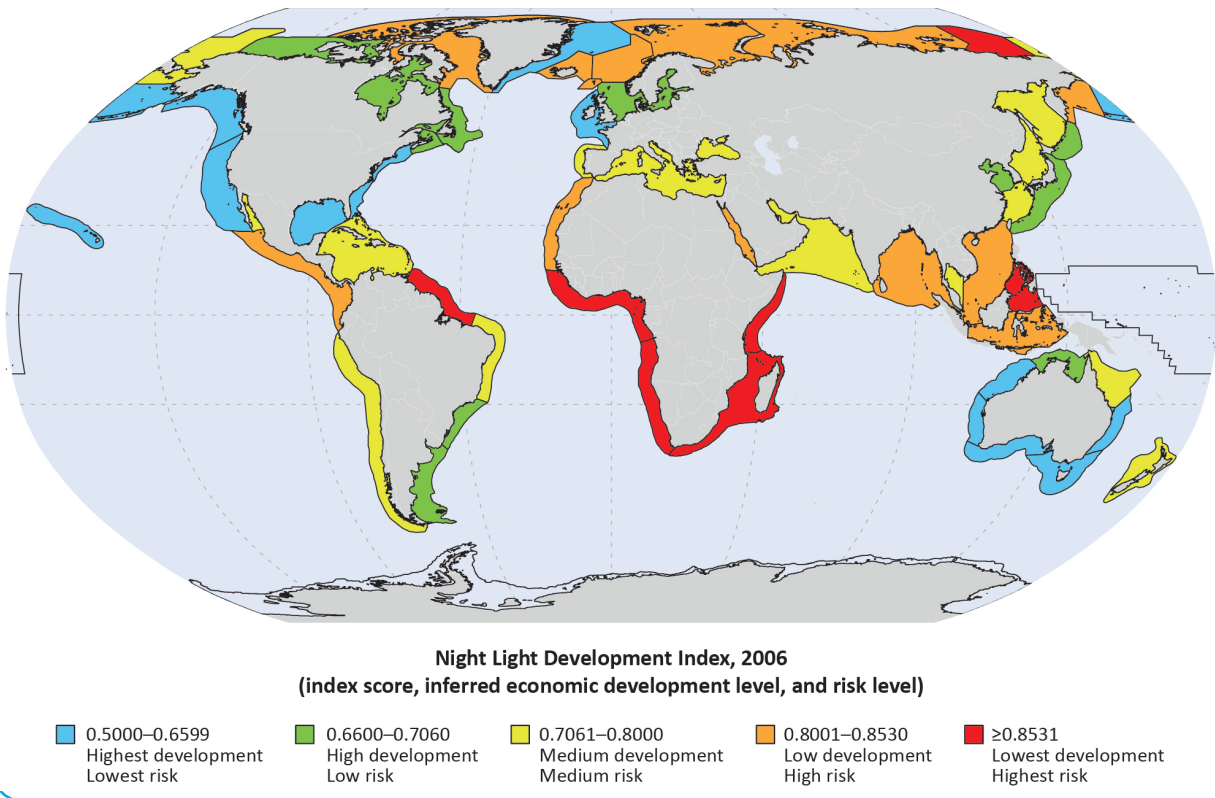 Night Light Development Index, 2006
(index score, inferred economic development level, and risk level)
0.5000–0.6599
Highest development
Lowest risk
0.6600–0.7060
High development
Low risk
0.7061–0.8000
Medium development
Medium risk
0.8001–0.8530
Low development
High risk
≥0.8531
Lowest development
Highest risk